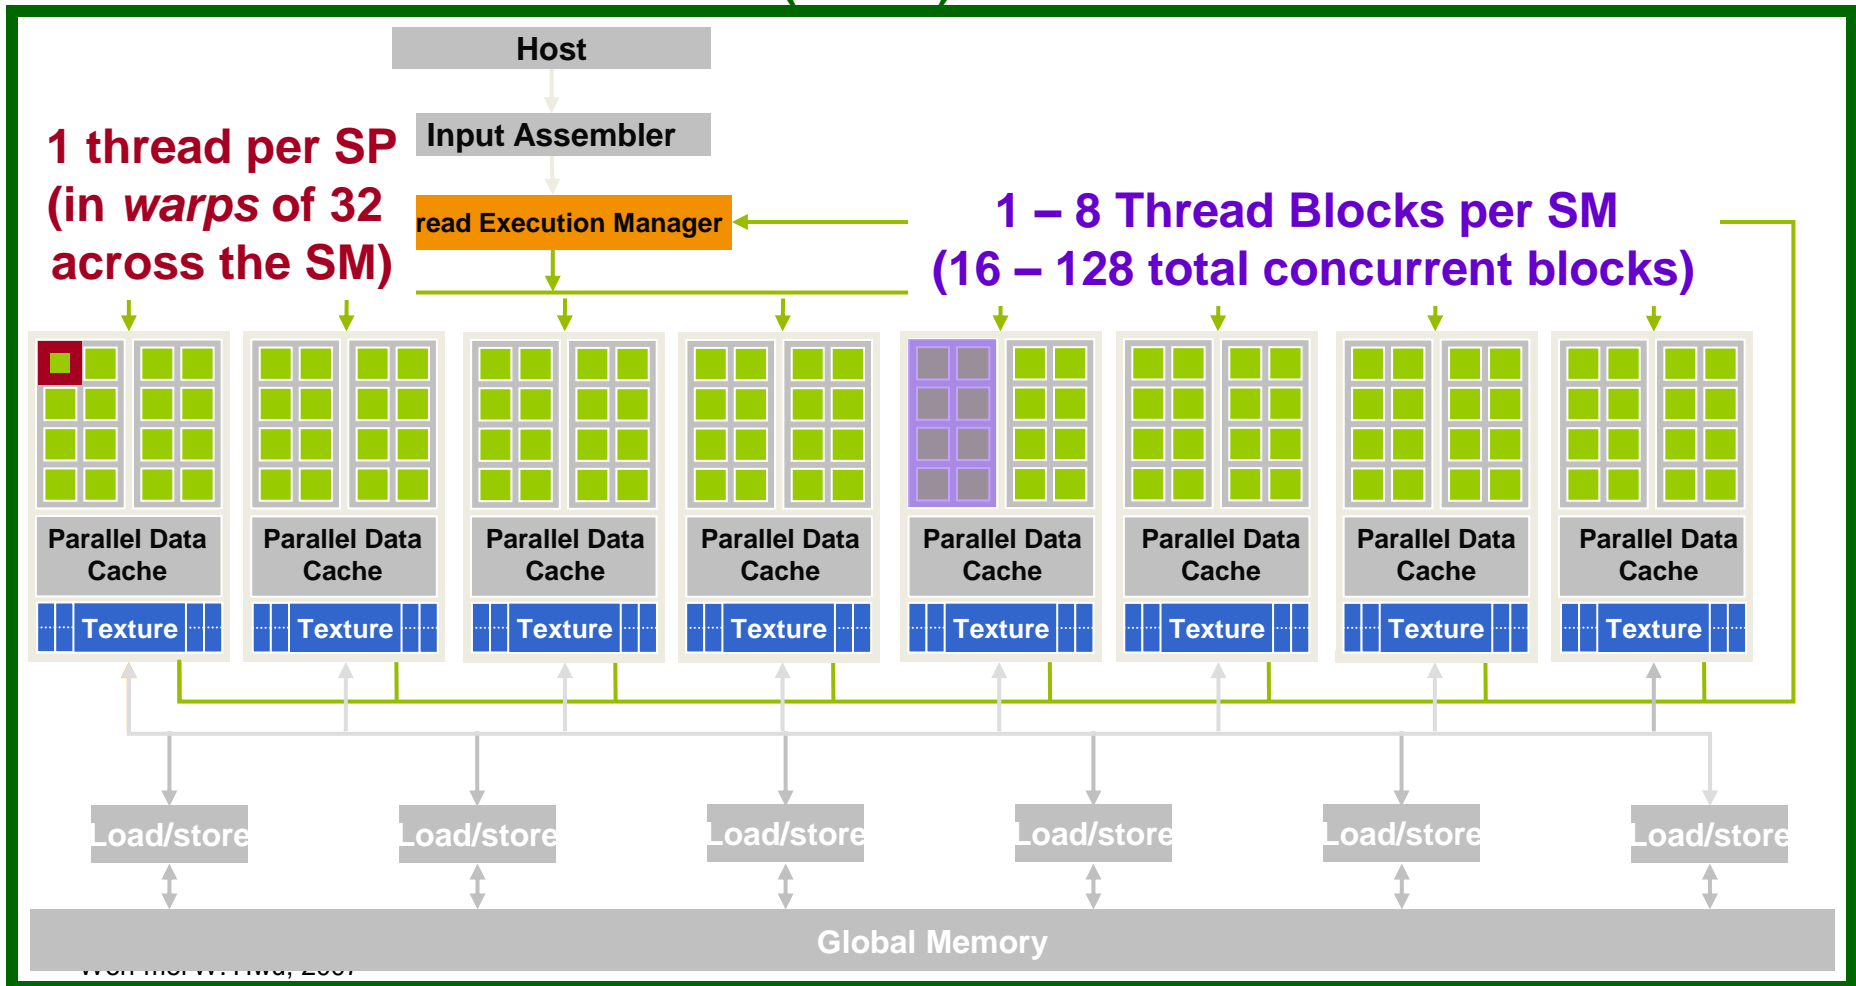 Host
Input Assembler
1 thread per SP
(in warps of 32
across the SM)
read Execution Manager
1 – 8 Thread Blocks per SM
(16 – 128 total concurrent blocks)
Parallel Data
Cache
Parallel Data
Cache
Parallel Data
Cache
Parallel Data
Cache
Parallel Data
Cache
Parallel Data
Cache
Parallel Data
Cache
Parallel Data
Cache
Texture
Texture
Texture
Texture
Texture
Texture
Texture
Texture
Load/store
Load/store
Load/store
Load/store
Load/store
Load/store
Global Memory
W. Hwu, 2007